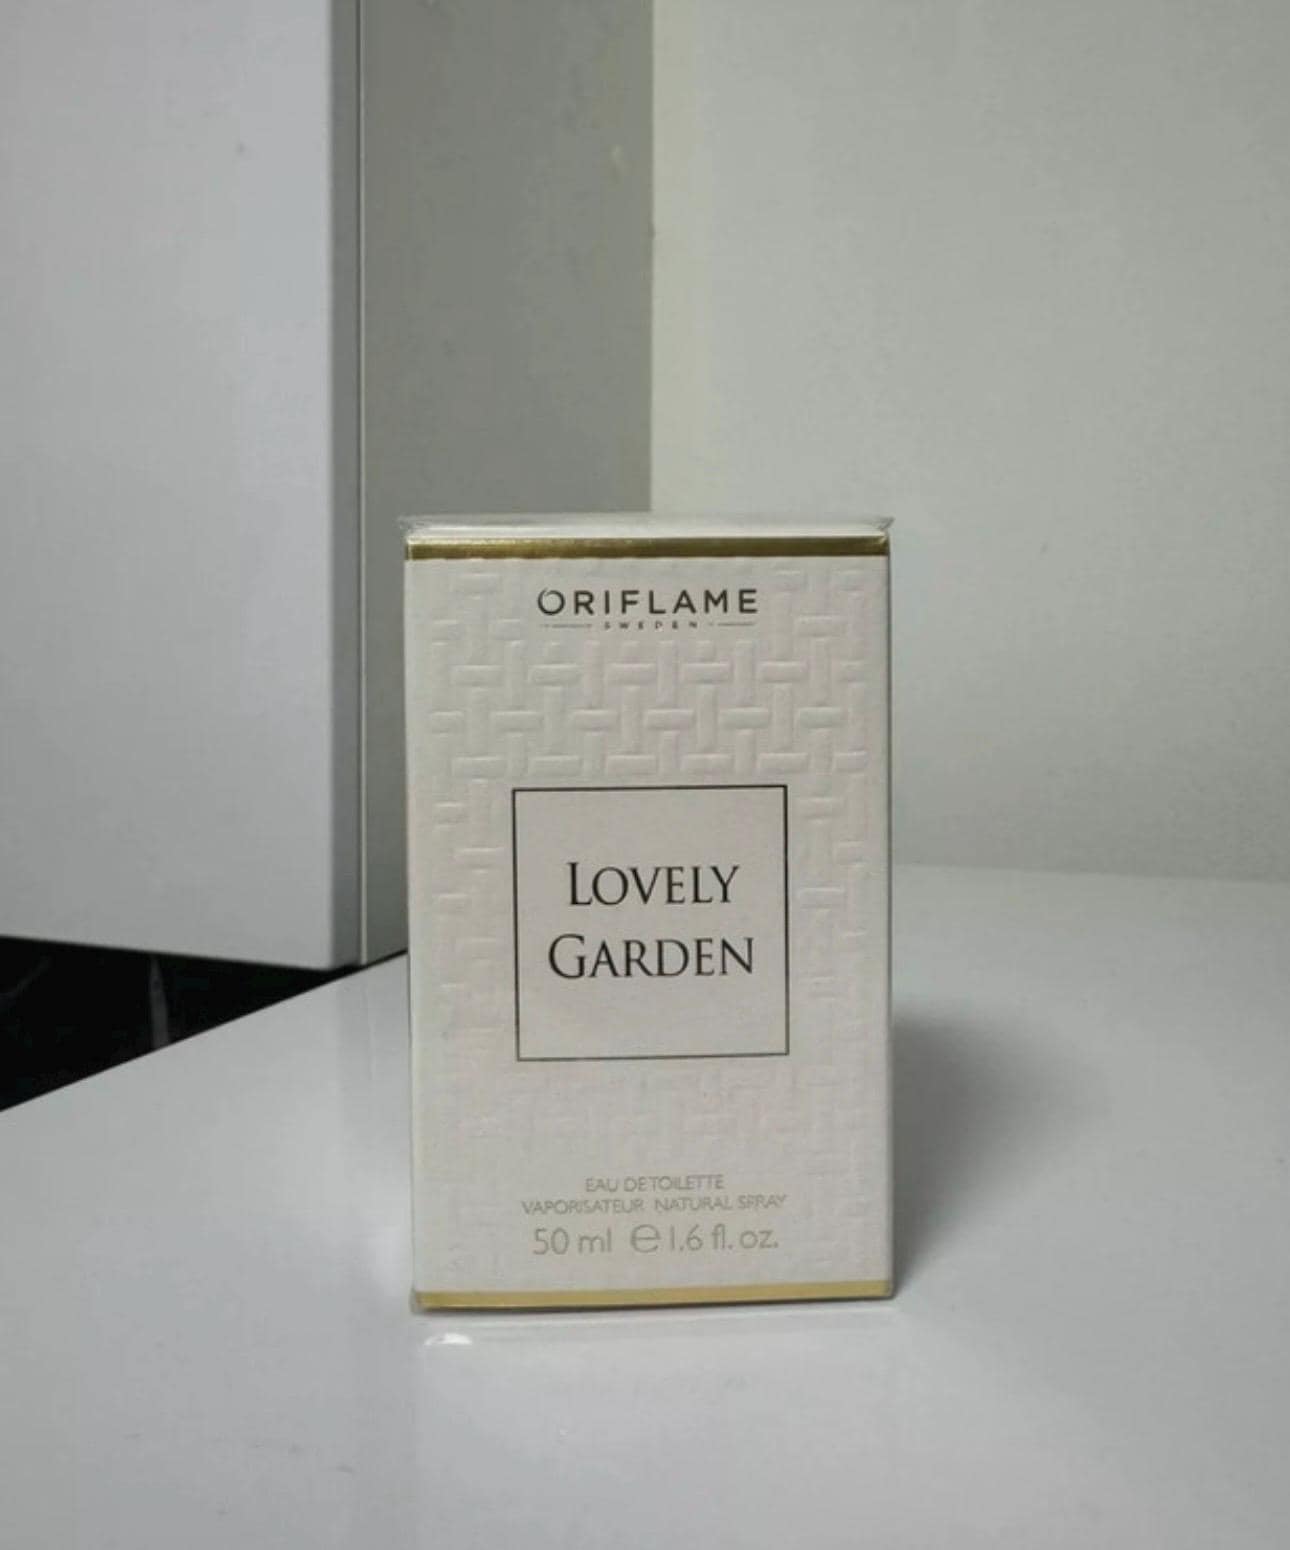 ORIFLAME
SWEDEN
LOVELY
GARDEN
EAU DE TOILETTE
VAPORISATEUR NATURAL SPRAY
50 ml ℮ 1.6 fl. oz.